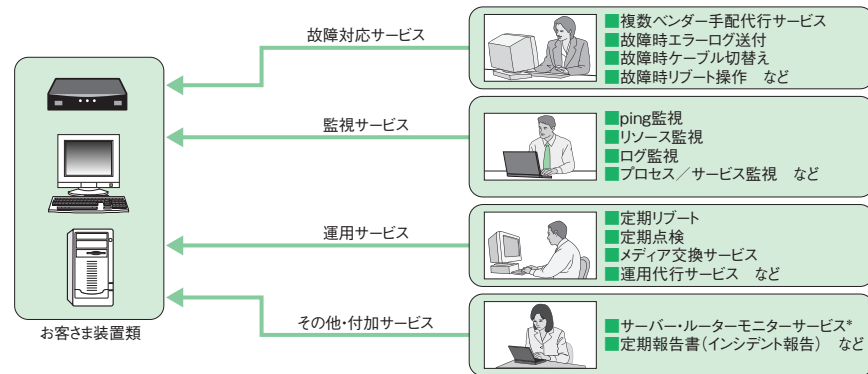 故障対応サービス
■複数ベンダー手配代行サービス
■故障時エラーログ送付
■故障時ケーブル切替え
■故障時リブート操作　など
監視サービス
■ping監視
■リソース監視
■ログ監視
■プロセス／サービス監視　など
運用サービス
■定期リブート
■定期点検
■メディア交換サービス
■運用代行サービス　など
その他・付加サービス
■サーバー・ルーターモニターサービス*
■定期報告書（インシデント報告）　など
お客さま装置類